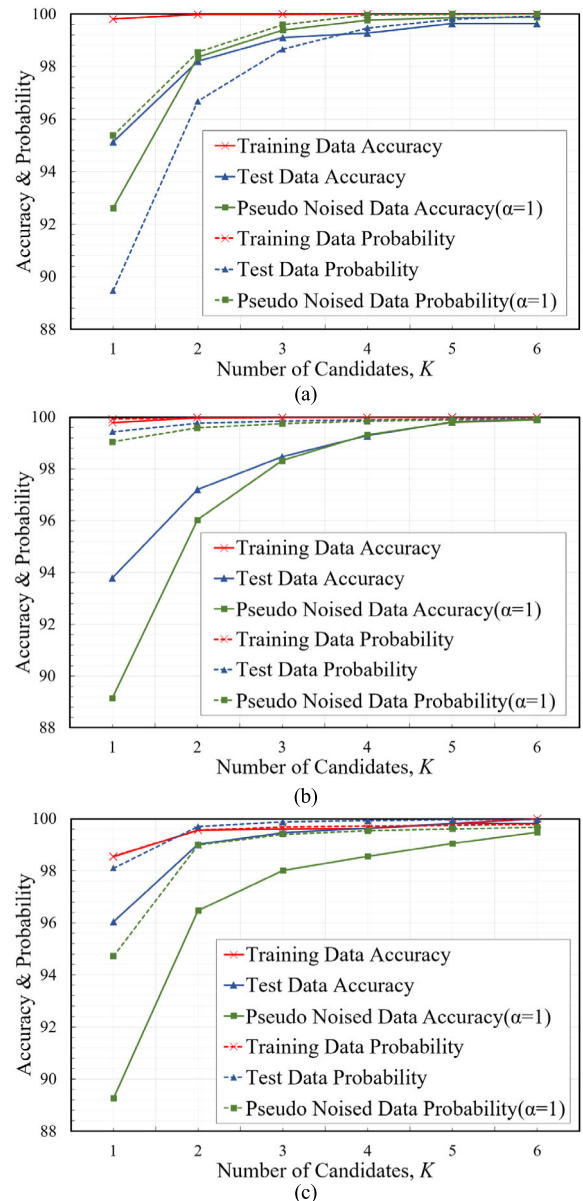 100
98
96
94
92
90
88
Accuracy & Probability
Training Data Accuracy
Test Data Accuracy
Pseudo Noised Data Accuracy(α=1)
Training Data Probability
Test Data Probability
Pseudo Noised Data Probability(α=1)
1 2 3 4 5 6
Number of Candidates, K
(a)
100
98
96
94
92
90
88
Accuracy & Probability
Training Data Accuracy
Test Data Accuracy
Pseudo Noised Data Accuracy(α=1)
Training Data Probability
Test Data Probability
Pseudo Noised Data Probability(α=1)
1 2 3 4 5 6
Number of Candidates, K
(b)
100
98
96
94
92
90
88
Accuracy & Probability
Training Data Accuracy
Test Data Accuracy
Pseudo Noised Data Accuracy(α=1)
Training Data Probability
Test Data Probability
Pseudo Noised Data Probability(α=1)
1 2 3 4 5 6
Number of Candidates, K
(c)